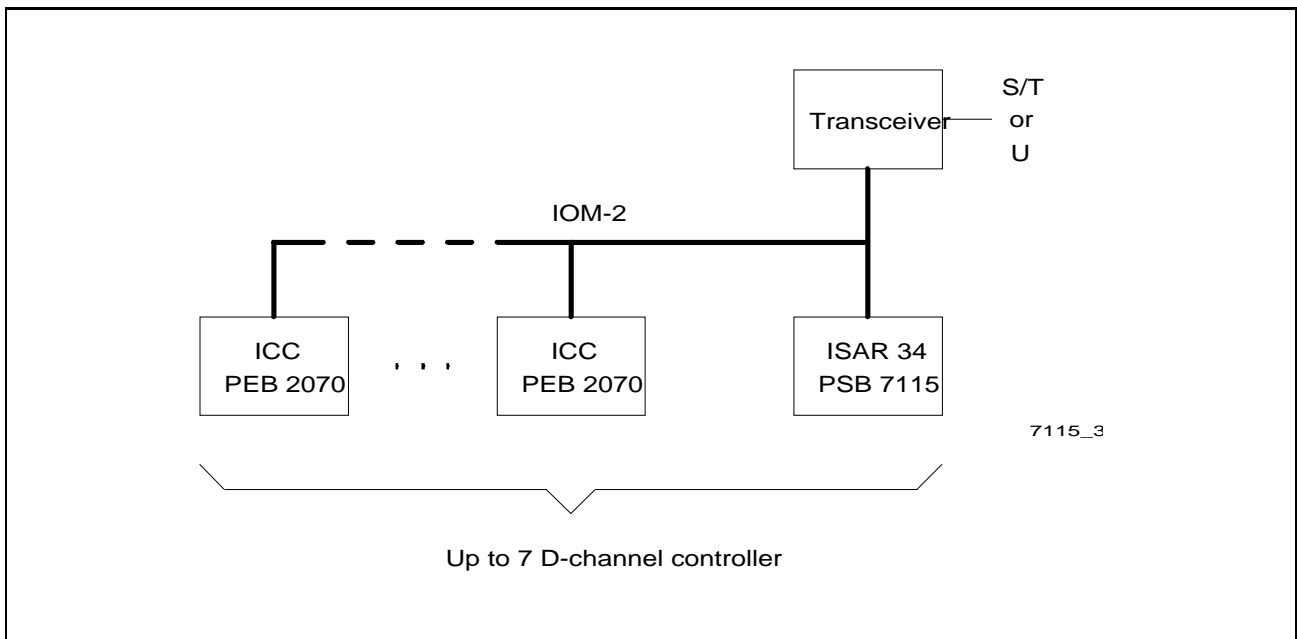 S/T
or
U
Transceiver
IOM-2
ICC
PEB 2070
. . .
ICC
PEB 2070
ISAR 34
PSB 7115
7115_3
Up to 7 D-channel controller